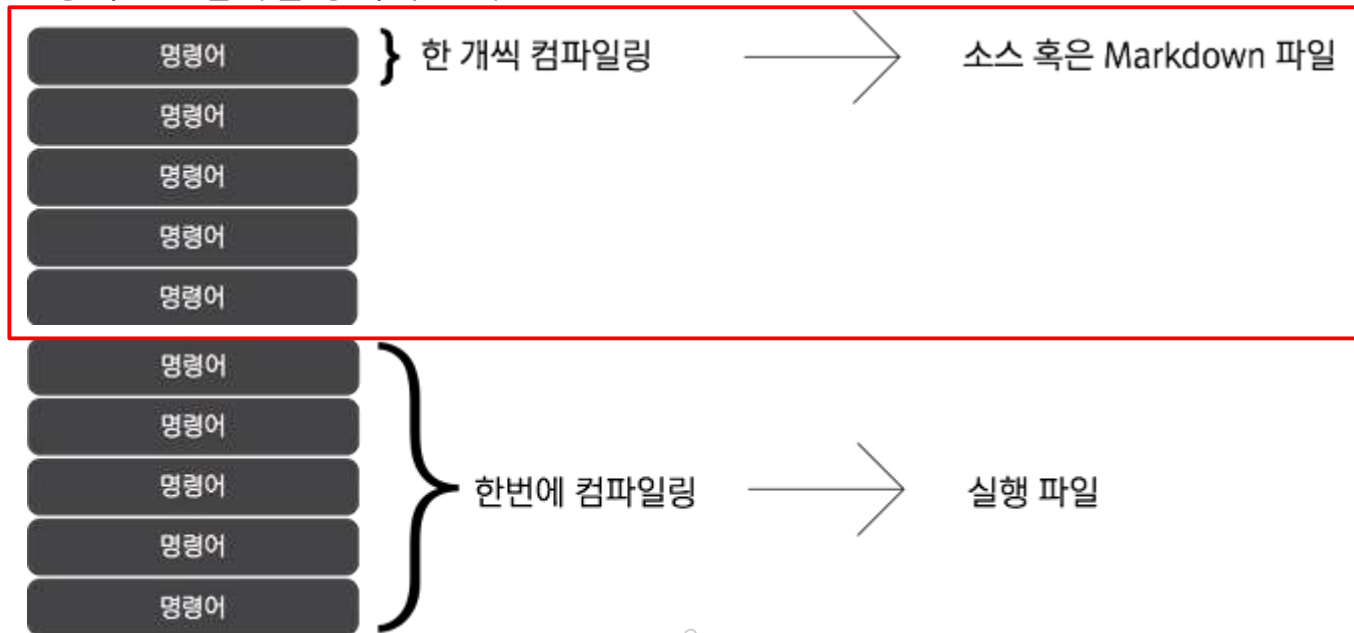 명령어 } 한 개씩 컴파일링 → 소스 혹은 Markdown 파일
명령어
명령어
명령어
명령어
명령어
명령어
명령어 } 한번에 컴파일링 → 실행 파일
명령어
명령어